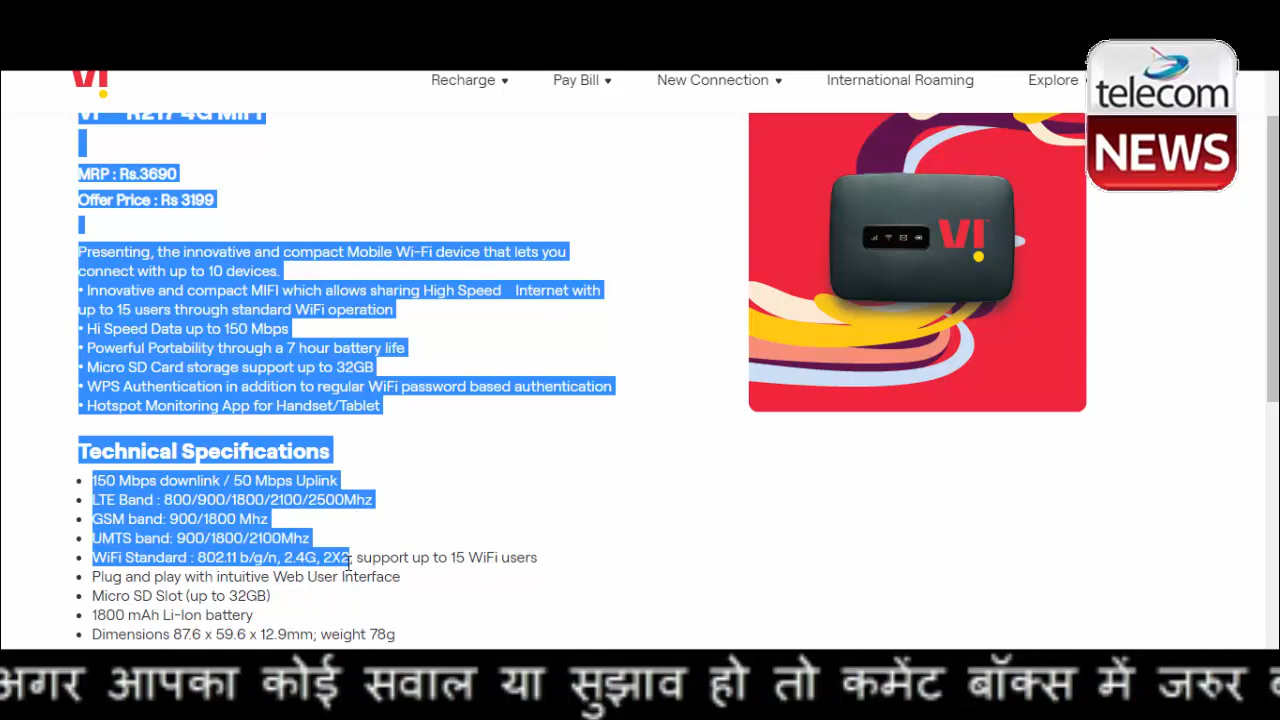 VI
Recharge
Pay Bill
New Connection
International Roaming
Explore
telecom
NEWS
R217 4G MiFi
MRP : Rs.3690
Offer Price : Rs 3199
Presenting, the innovative and compact Mobile Wi-Fi device that lets you
connect with up to 10 devices.
• Innovative and compact MIFI which allows sharing High Speed Internet with
up to 15 users through standard WiFi operation
• Hi Speed Data up to 150 Mbps
• Powerful Portability through a 7 hour battery life
• Micro SD Card storage support up to 32GB
• WPS Authentication in addition to regular WiFi password based authentication
• Hotspot Monitoring App for Handset/Tablet
VI
Technical Specifications
• 150 Mbps downlink / 50 Mbps Uplink
• LTE Band : 800/900/1800/2100/2500Mhz
• GSM band: 900/1800 Mhz
• UMTS band: 900/1800/2100Mhz
• WiFi Standard : 802.11 b/g/n, 2.4G, 2X2; support up to 15 WiFi users
• Plug and play with intuitive Web User Interface
• Micro SD Slot (up to 32GB)
• 1800 mAh Li-Ion battery
• Dimensions 87.6 x 59.6 x 12.9mm; weight 78g
अगर आपका कोई सवाल या सुझाव हो तो कमेंट बॉक्स में जरुर